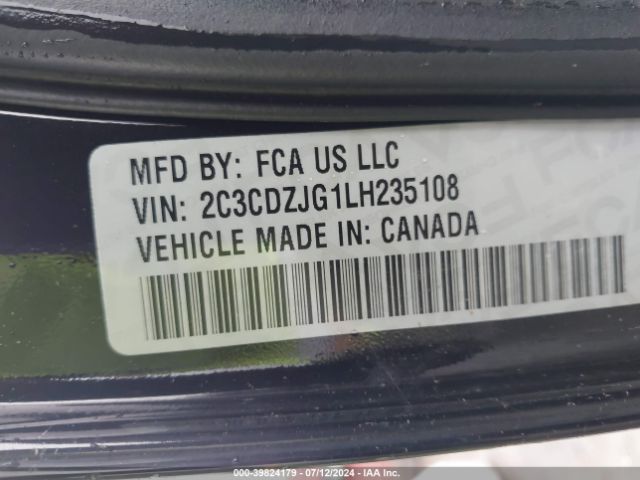 MFD BY: FCA US LLC
VIN: 2C3CDZJG1LH235108
VEHICLE MADE IN: CANADA
000-39824179 - 07/12/2024 - IAA Inc.